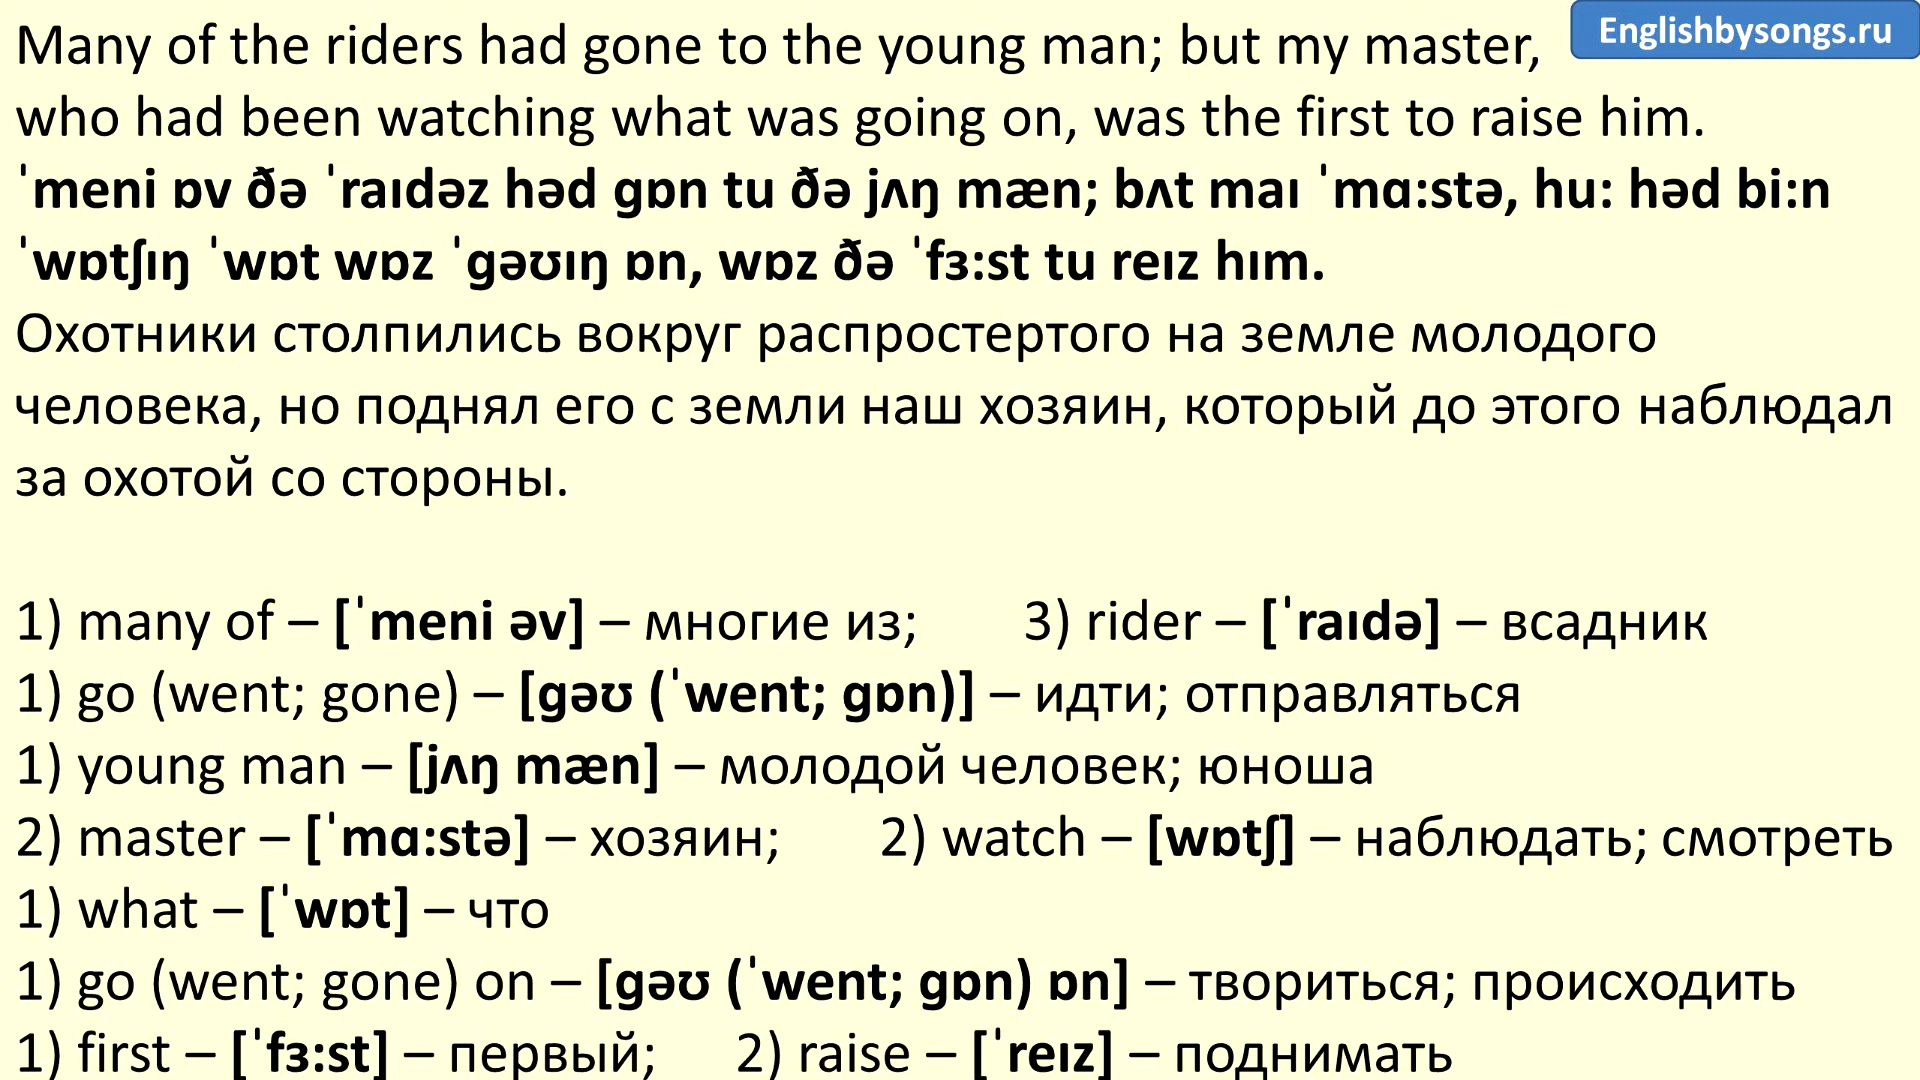 Many of the riders had gone to the young man; but my master,
Englishbysongs.ru
who had been watching what was going on, was the first to raise him.
ˈmeni ɒv ðə ˈraɪdəz həd gɒn tu ðə jʌŋ mæn; bʌt maɪ ˈmɑ:stə, hu: həd bi:n
ˈwɒtʃɪŋ ˈwɒt wɒz ˈgəʊɪŋ ɒn, wɒz ðə ˈfɜ:st tu reɪz hɪm.
Охотники столпились вокруг распростертого на земле молодого
человека, но поднял его с земли наш хозяин, который до этого наблюдал
за охотой со стороны.
1) many of – [ˈmeni əv] – многие из; 3) rider – [ˈraɪdə] – всадник
1) go (went; gone) – [gəʊ (ˈwent; gɒn)] – идти; отправляться
1) young man – [jʌŋ mæn] – молодой человек; юноша
2) master – [ˈmɑ:stə] – хозяин; 2) watch – [wɒtʃ] – наблюдать; смотреть
1) what – [ˈwɒt] – что
1) go (went; gone) on – [gəʊ (ˈwent; gɒn) ɒn] – твориться; происходить
1) first – [ˈfɜ:st] – первый; 2) raise – [ˈreɪz] – поднимать